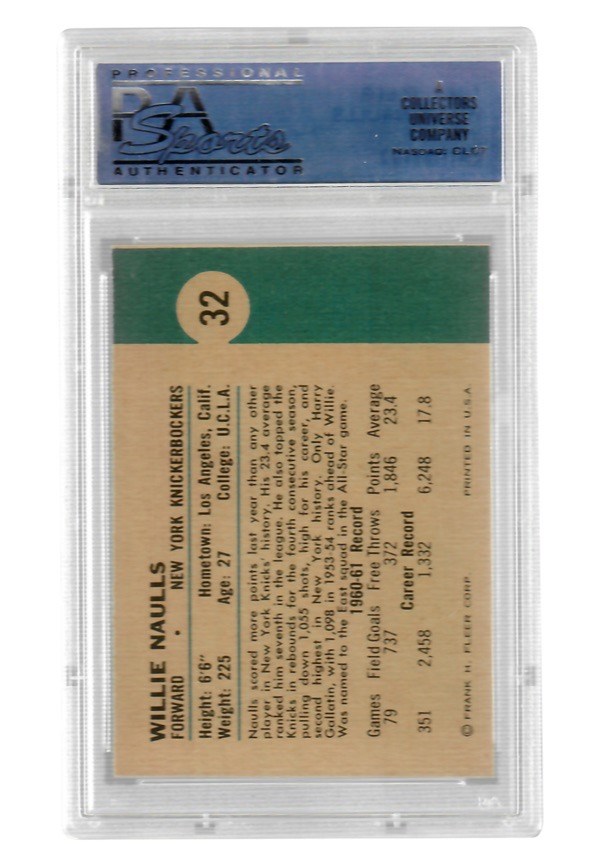 PROFESSIONAL
PSA
Sports
AUTHENTICATOR
A
COLLECTORS
UNIVERSE
COMPANY
NASDAQ: CLCT
32
WILLIE NAULLS
FORWARD • NEW YORK KNICKERBOCKERS
Height: 6'6" Hometown: Los Angeles, Calif.
Weight: 225 Age: 27 College: U.C.L.A.
Naulls scored more points last year than any other
player in New York Knicks' history. His 23.4 average
ranked him seventh in the league. He also topped the
Knicks in rebounds for the fourth consecutive season,
pulling down 1,055 shots, high for his career, and
second highest in New York history. Only Harry
Gallatin, with 1,098 in 1953-54 ranks ahead of Willie.
Was named to the East squad in the All-Star game.
1960-61 Record
Games Field Goals Free Throws Points Average
79 737 372 1,846 23.4
Career Record
351 2,458 1,332 6,248 17.8
© FRANK H. FLEER CORP. PRINTED IN U.S.A.